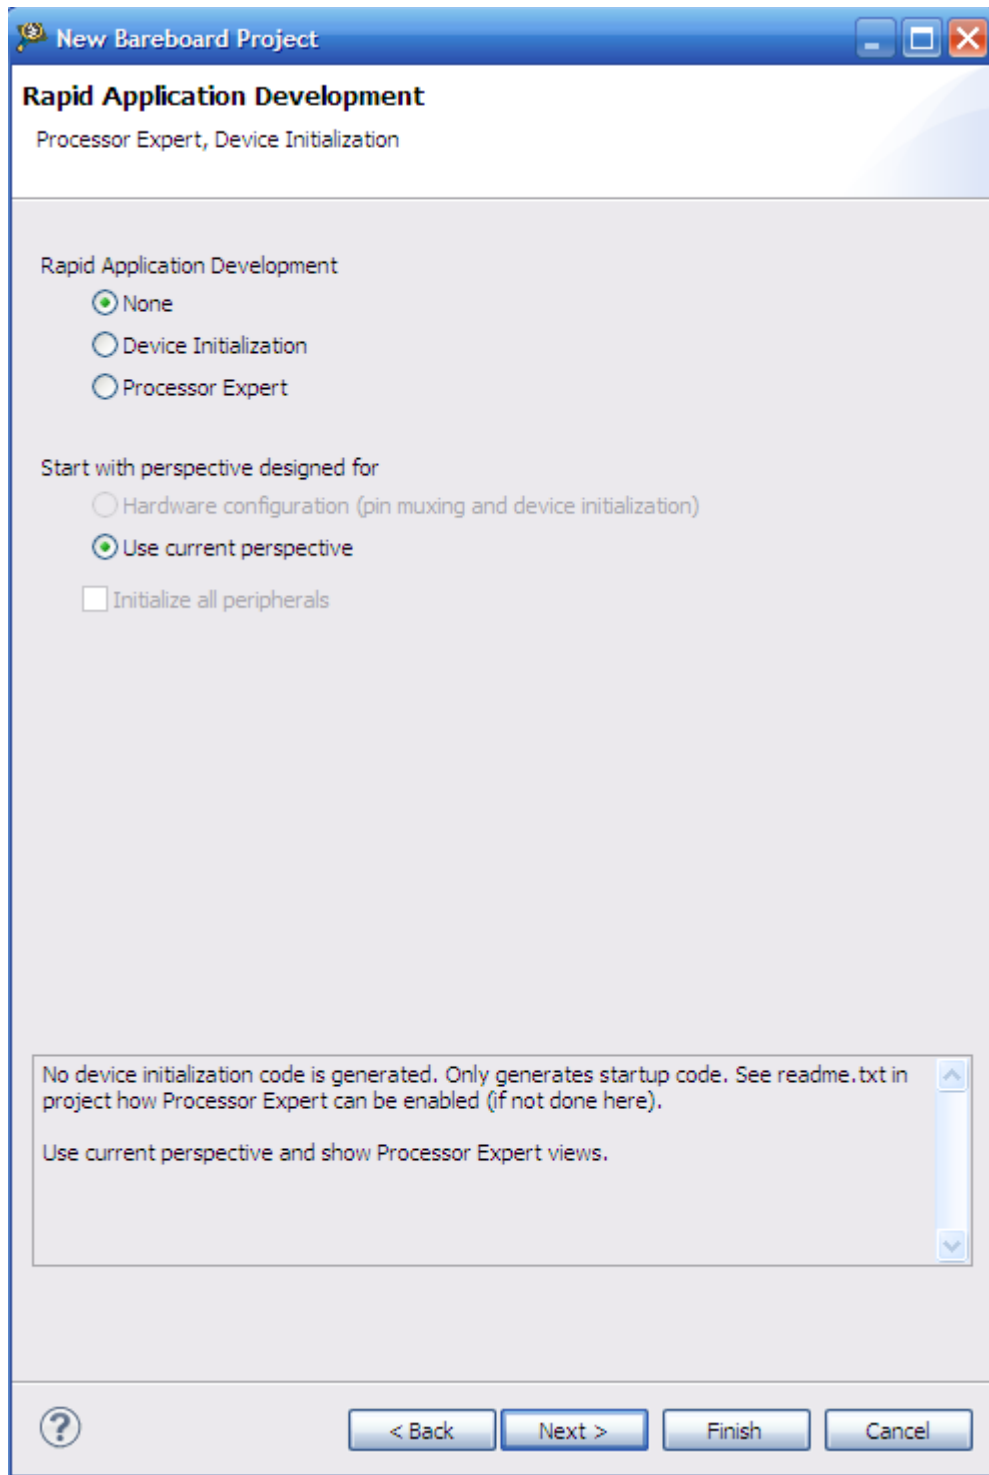 New Bareboard Project
Rapid Application Development
Processor Expert, Device Initialization
Rapid Application Development
None
Device Initialization
Processor Expert
Start with perspective designed for
Hardware configuration (pin muxing and device initialization)
Use current perspective
Initialize all peripherals
No device initialization code is generated. Only generates startup code. See readme.txt in
project how Processor Expert can be enabled (if not done here).
Use current perspective and show Processor Expert views.
?
< Back
Next >
Finish
Cancel